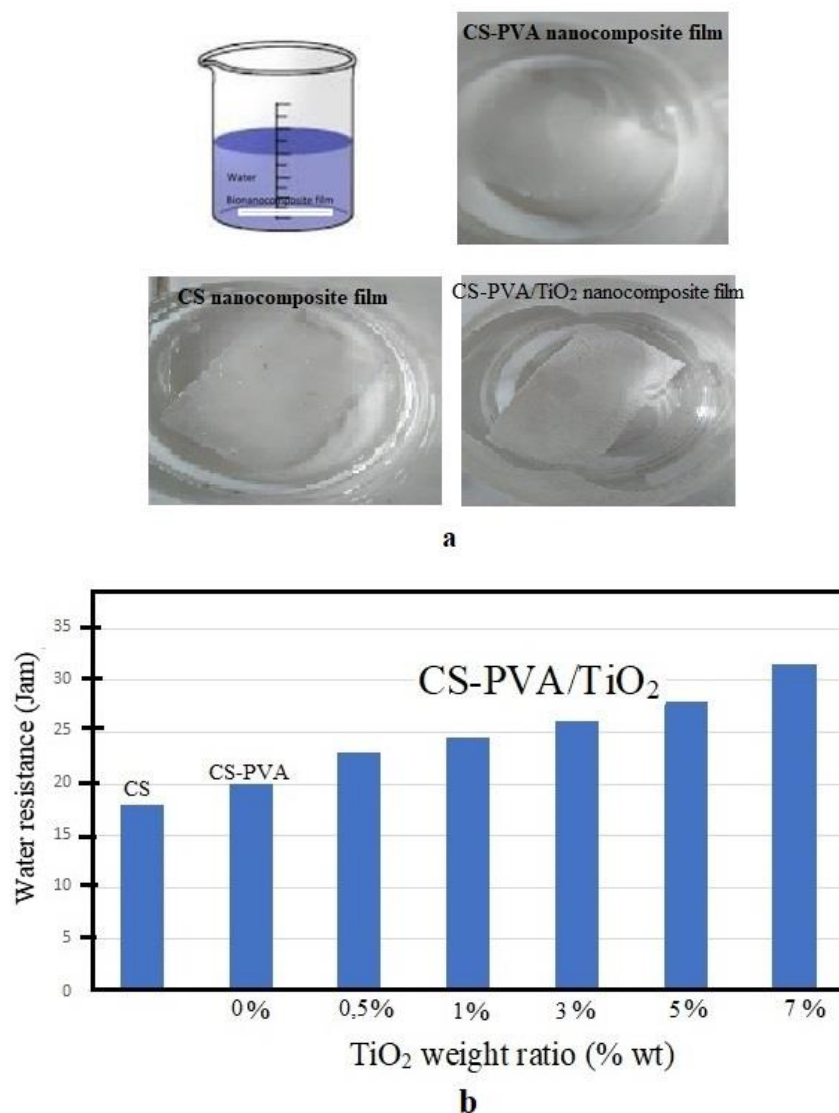 CS-PVA nanocomposite film
Water
Bionanocomposite film
CS nanocomposite film
CS-PVA/TiO₂ nanocomposite film
a
Water resistance (Jam)
35
30
25
20
15
10
5
0
CS-PVA/TiO₂
CS
CS-PVA
0% 0,5% 1% 3% 5% 7%
TiO₂ weight ratio (% wt)
b